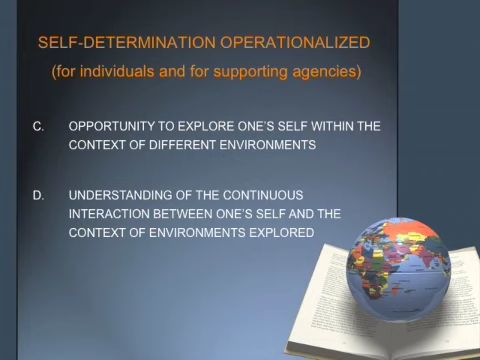 SELF-DETERMINATION OPERATIONALIZED
(for individuals and for supporting agencies)
C. OPPORTUNITY TO EXPLORE ONE'S SELF WITHIN THE
CONTEXT OF DIFFERENT ENVIRONMENTS
D. UNDERSTANDING OF THE CONTINUOUS
INTERACTION BETWEEN ONE'S SELF AND THE
CONTEXT OF ENVIRONMENTS EXPLORED